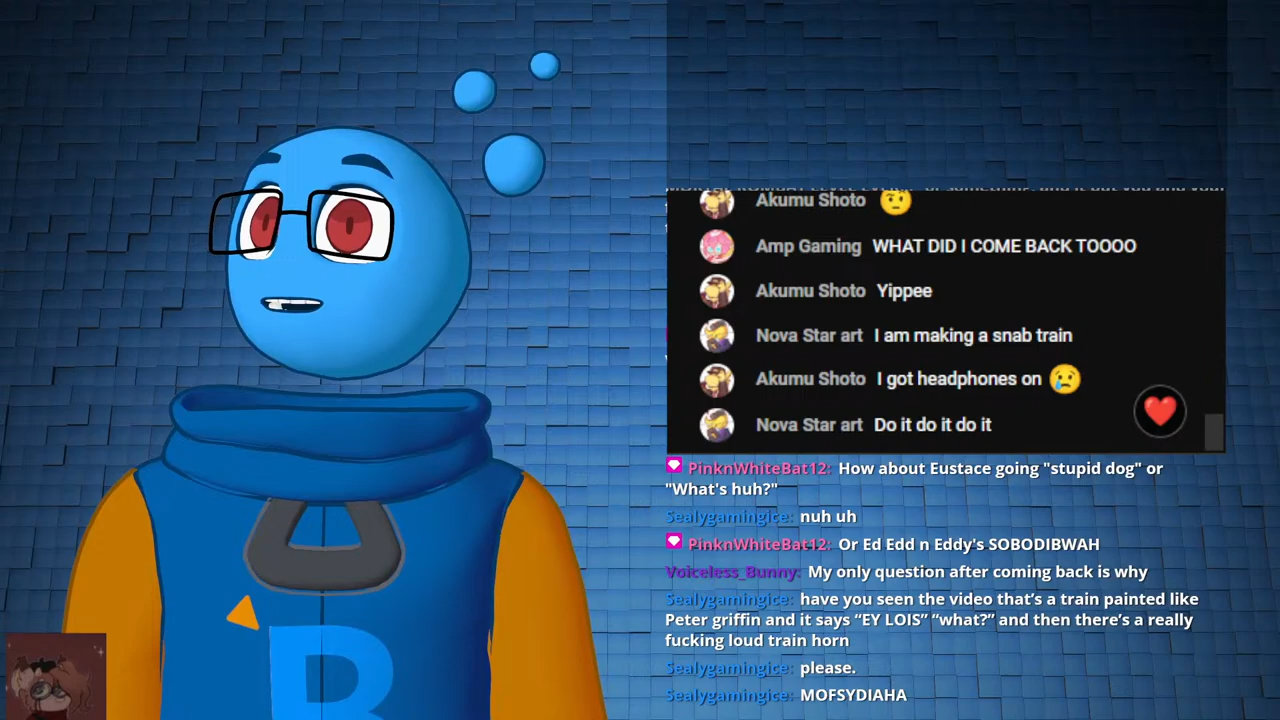 Akumu Shoto 🤨
Amp Gaming WHAT DID I COME BACK TOOOO
Akumu Shoto Yippee
Nova Star art I am making a snab train
Akumu Shoto I got headphones on 😢
Nova Star art Do it do it do it
PinknWhiteBat12: How about Eustace going "stupid dog" or
"What's huh?"
Sealygamingice: nuh uh
PinknWhiteBat12: Or Ed Edd n Eddy's SOBODIBWAH
Voiceless_Bunny: My only question after coming back is why
Sealygamingice: have you seen the video that's a train painted like
Peter griffin and it says “EY LOIS” “what?” and then there's a really
fucking loud train horn
Sealygamingice: please.
Sealygamingice: MOFSYDIAHA
B